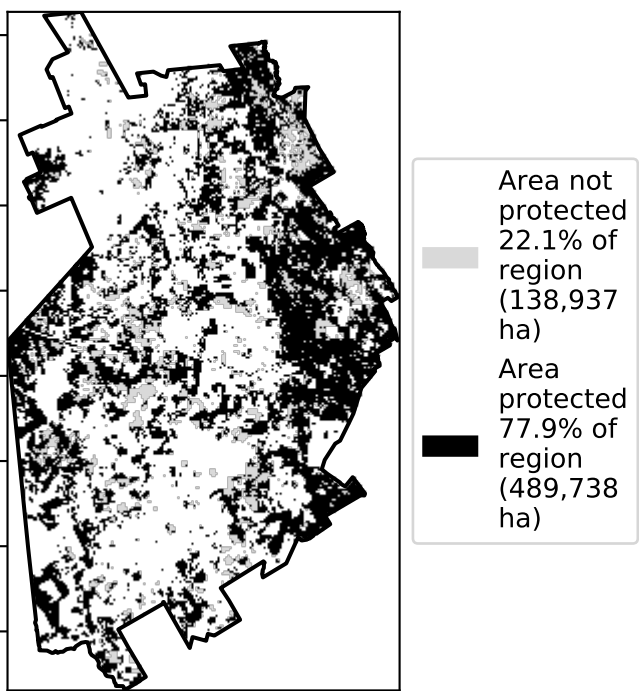 Area not
protected
22.1% of
region
(138,937
ha)
Area
protected
77.9% of
region
(489,738
ha)